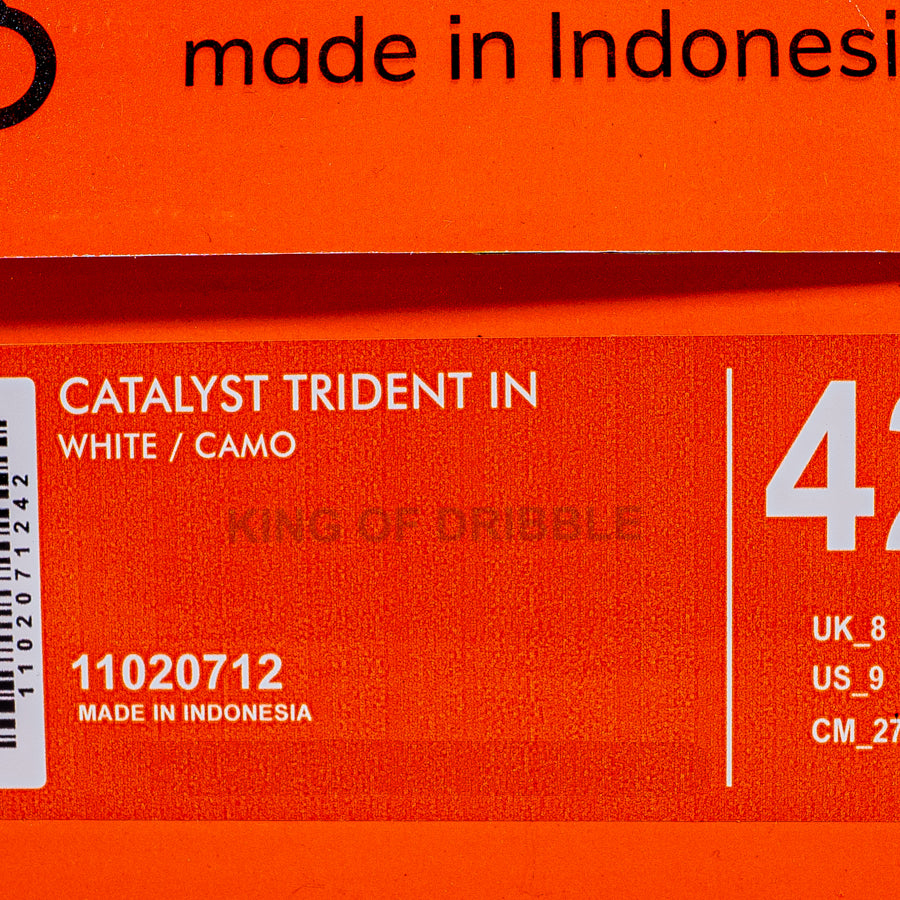 made in Indonesi
CATALYST TRIDENT IN
WHITE / CAMO
KING OF DRIBBLE
11020712
MADE IN INDONESIA
1102071242
42
UK_8
US_9
CM_27